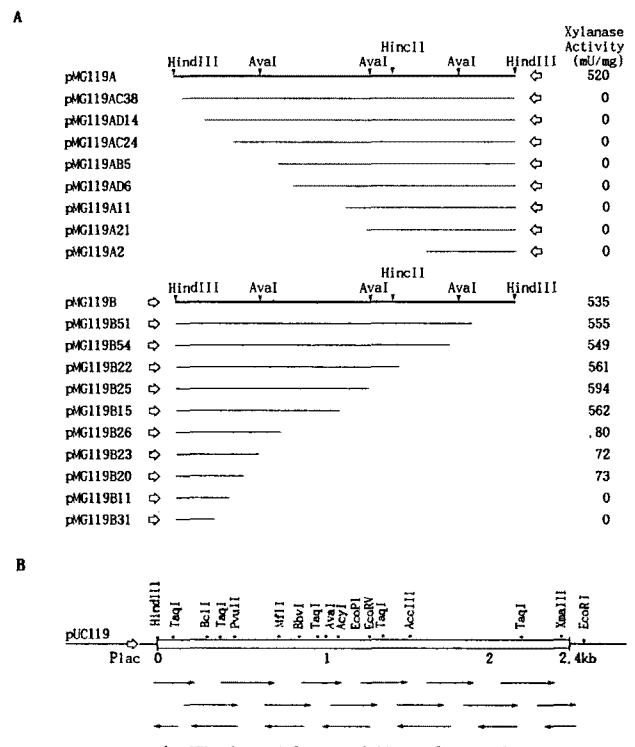 A
Xylanase
Activity
(mU/mg)
HincII
HindIII AvaI AvaI AvaI HindIII
pMG119A 520
pMG119AC38 0
pMG119AD14 0
pMG119AC24 0
pMG119AB5 0
pMG119AD6 0
pMG119A11 0
pMG119A21 0
pMG119A2 0
HincII
HindIII AvaI AvaI AvaI HindIII
pMG119B 535
pMG119B51 555
pMG119B54 549
pMG119B22 561
pMG119B25 594
pMG119B15 562
pMG119B26 .80
pMG119B23 72
pMG119B20 73
pMG119B11 0
pMG119B31 0
B
HindIII TaqI BclI TaqI PvuII MflI BbvI TaqI AvaI AcyI EcoPI EcoRV TaqI AccIII TaqI XmaIII EcoRI
pUC119
Plac 0 1 2 2.4kb